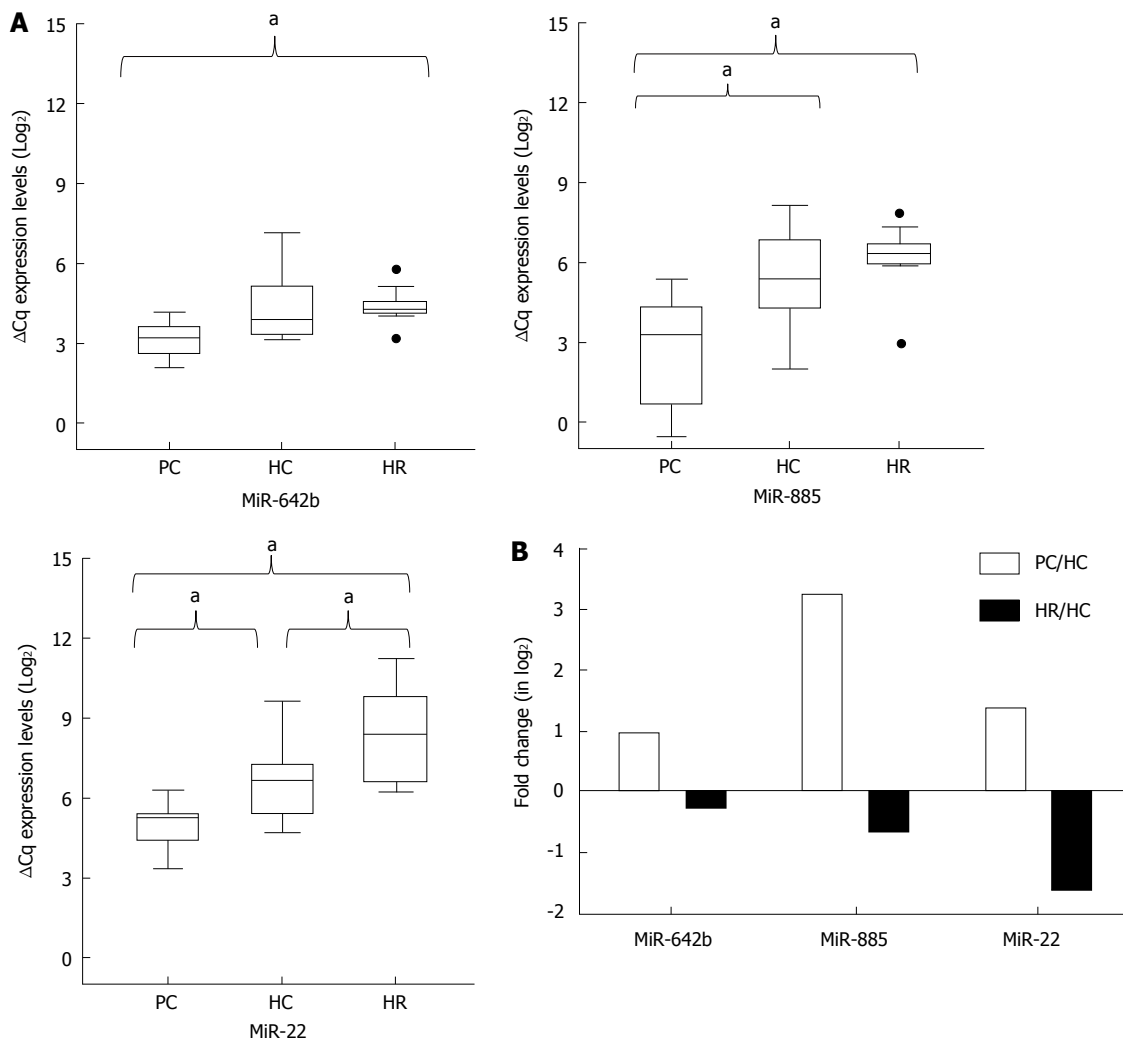 A
a
15
12
9
6
3
0
ΔCq expression levels (Log₂)
PC HC HR
MiR-642b
a
a
15
12
9
6
3
0
ΔCq expression levels (Log₂)
PC HC HR
MiR-885
a
a a
15
12
9
6
3
0
ΔCq expression levels (Log₂)
PC HC HR
MiR-22
B
4
3
2
1
0
-1
-2
Fold change (in log₂)
PC/HC
HR/HC
MiR-642b MiR-885 MiR-22